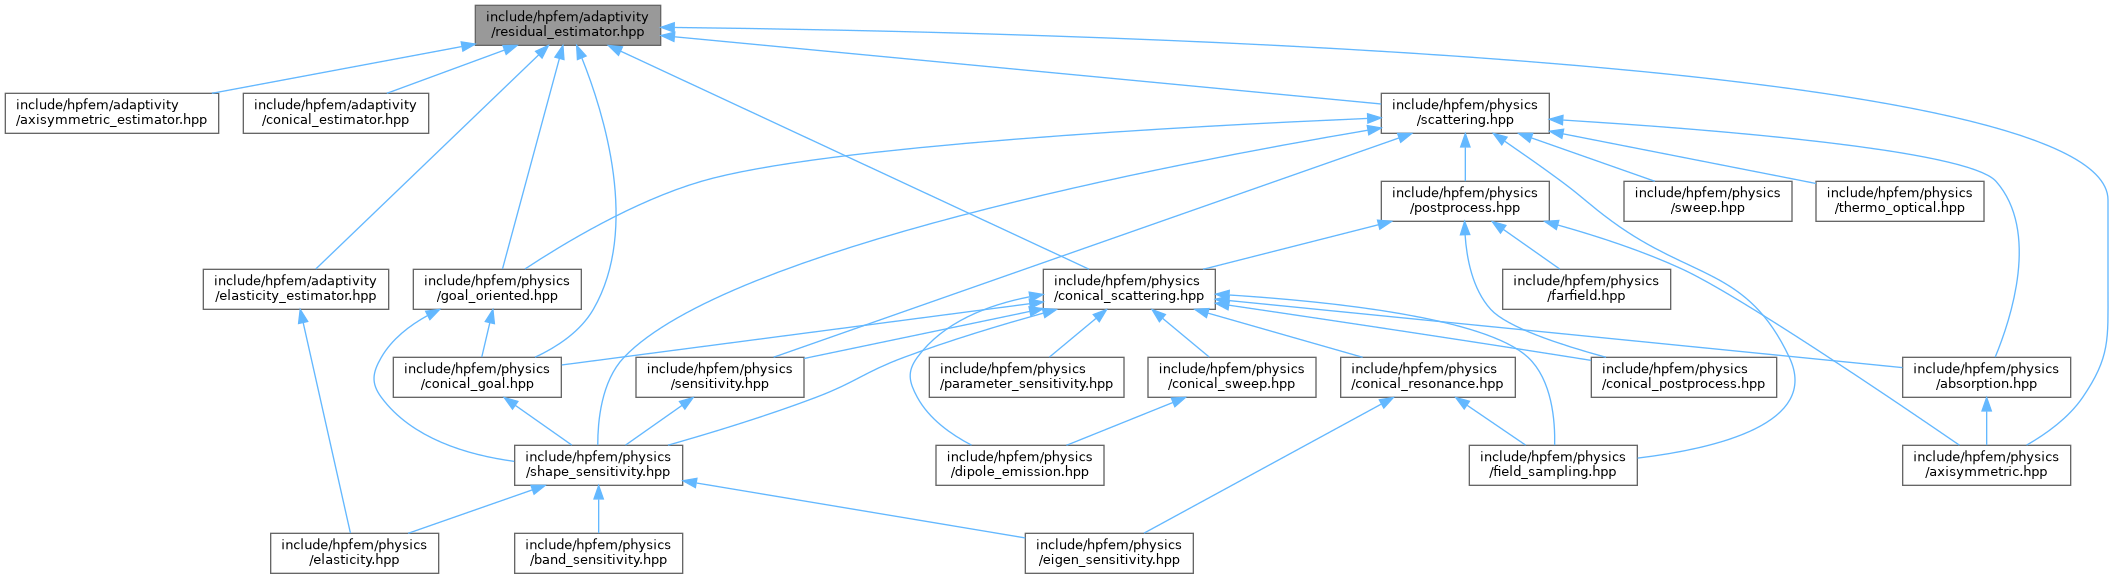 include/hpfem/adaptivity
/residual_estimator.hpp
include/hpfem/adaptivity
/axisymmetric_estimator.hpp
include/hpfem/adaptivity
/conical_estimator.hpp
include/hpfem/physics
/scattering.hpp
include/hpfem/physics
/postprocess.hpp
include/hpfem/physics
/sweep.hpp
include/hpfem/physics
/thermo_optical.hpp
include/hpfem/adaptivity
/elasticity_estimator.hpp
include/hpfem/physics
/goal_oriented.hpp
include/hpfem/physics
/conical_scattering.hpp
include/hpfem/physics
/farfield.hpp
include/hpfem/physics
/conical_goal.hpp
include/hpfem/physics
/sensitivity.hpp
include/hpfem/physics
/parameter_sensitivity.hpp
include/hpfem/physics
/conical_sweep.hpp
include/hpfem/physics
/conical_resonance.hpp
include/hpfem/physics
/conical_postprocess.hpp
include/hpfem/physics
/absorption.hpp
include/hpfem/physics
/shape_sensitivity.hpp
include/hpfem/physics
/dipole_emission.hpp
include/hpfem/physics
/field_sampling.hpp
include/hpfem/physics
/axisymmetric.hpp
include/hpfem/physics
/elasticity.hpp
include/hpfem/physics
/band_sensitivity.hpp
include/hpfem/physics
/eigen_sensitivity.hpp